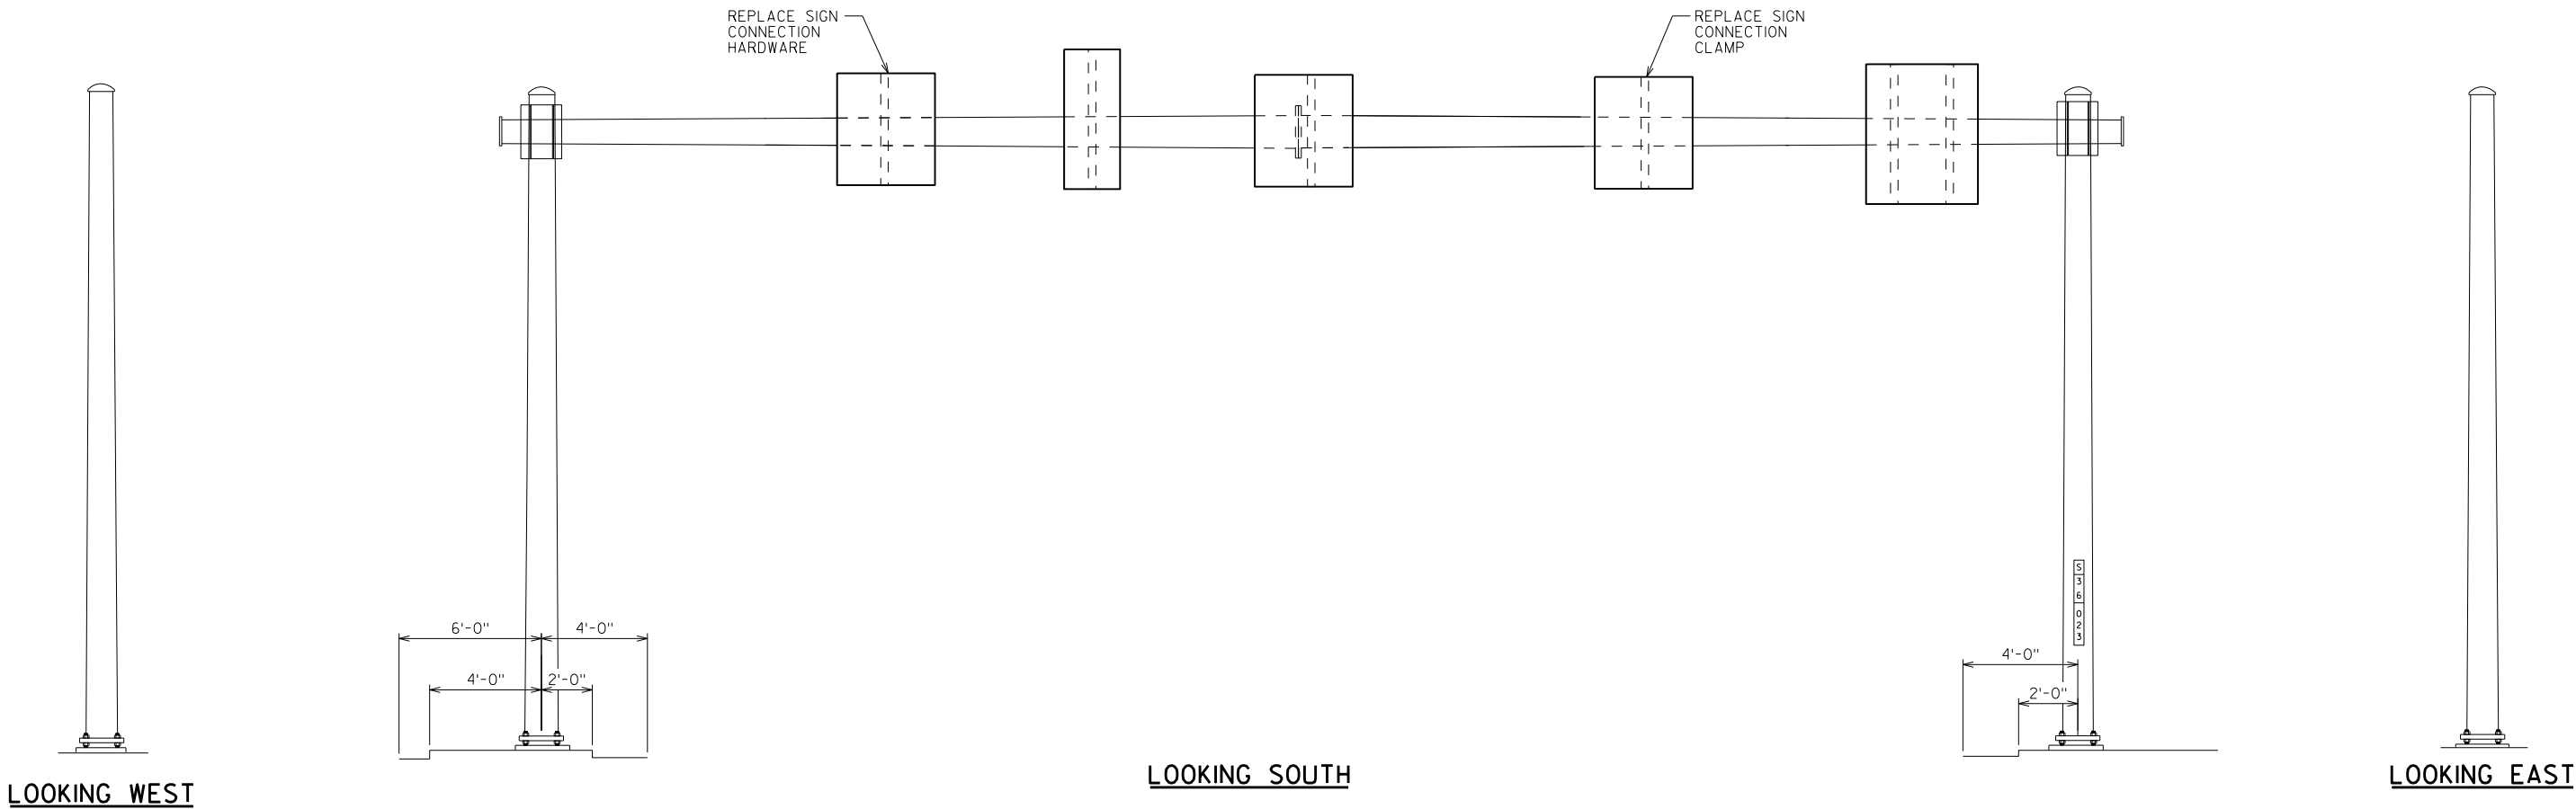 REPLACE SIGN
CONNECTION
HARDWARE
REPLACE SIGN
CONNECTION
CLAMP
S
3
6
0
2
3
6'-0"
4'-0"
4'-0"
2'-0"
4'-0"
2'-0"
LOOKING WEST
LOOKING SOUTH
LOOKING EAST